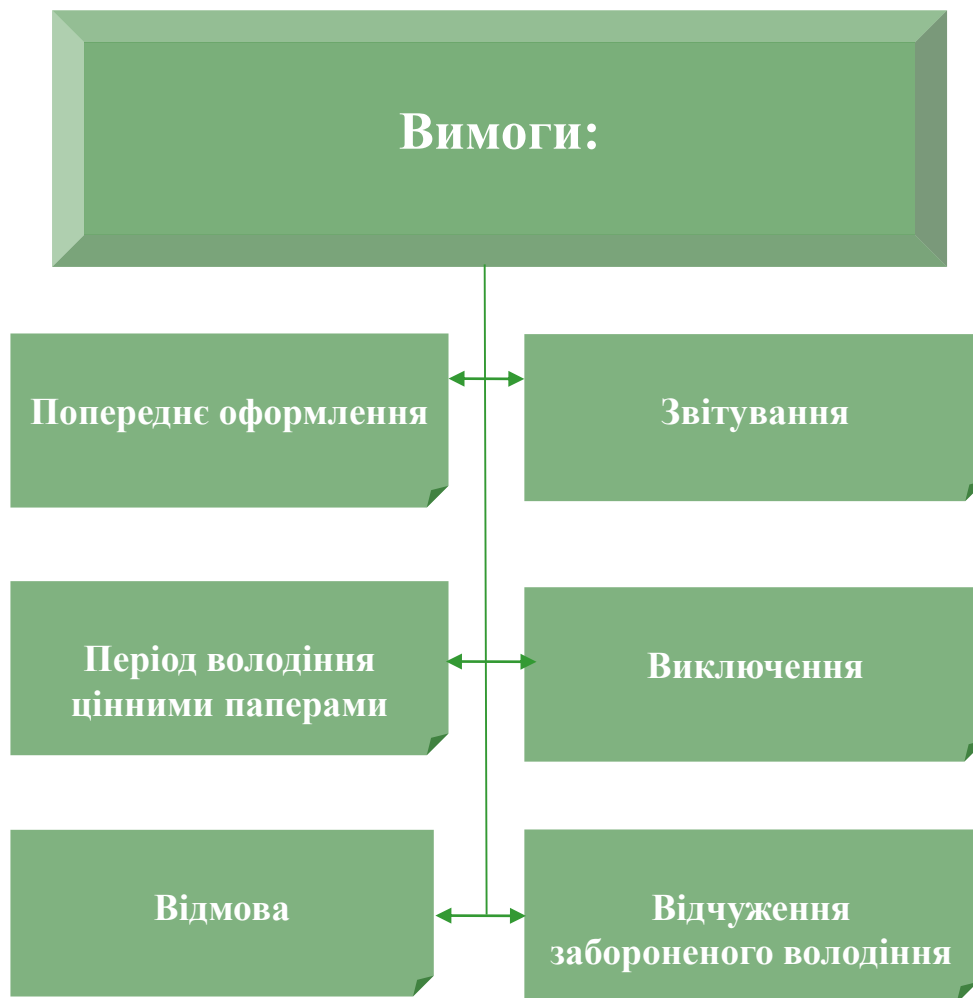 Вимоги:
Попереднє оформлення
Звітування
Період володіння
цінними паперами
Виключення
Відмова
Відчуження
забороненого володіння